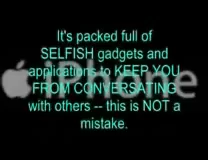 It's packed full of
SELFISH gadgets and
applications to KEEP YOU
FROM CONVERSATING
with others -- this is NOT a
mistake.
iPhone